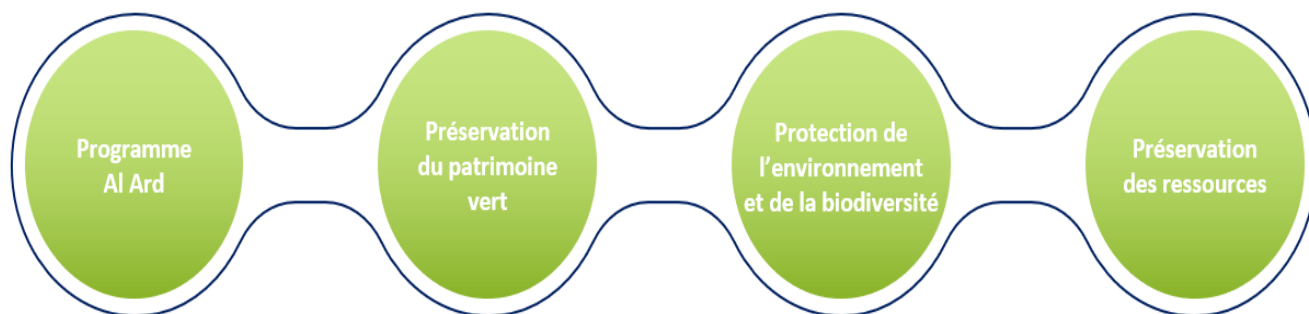 Programme
Al Ard
Préservation
du patrimoine
vert
Protection de
l’environnement
et de la biodiversité
Préservation
des ressources